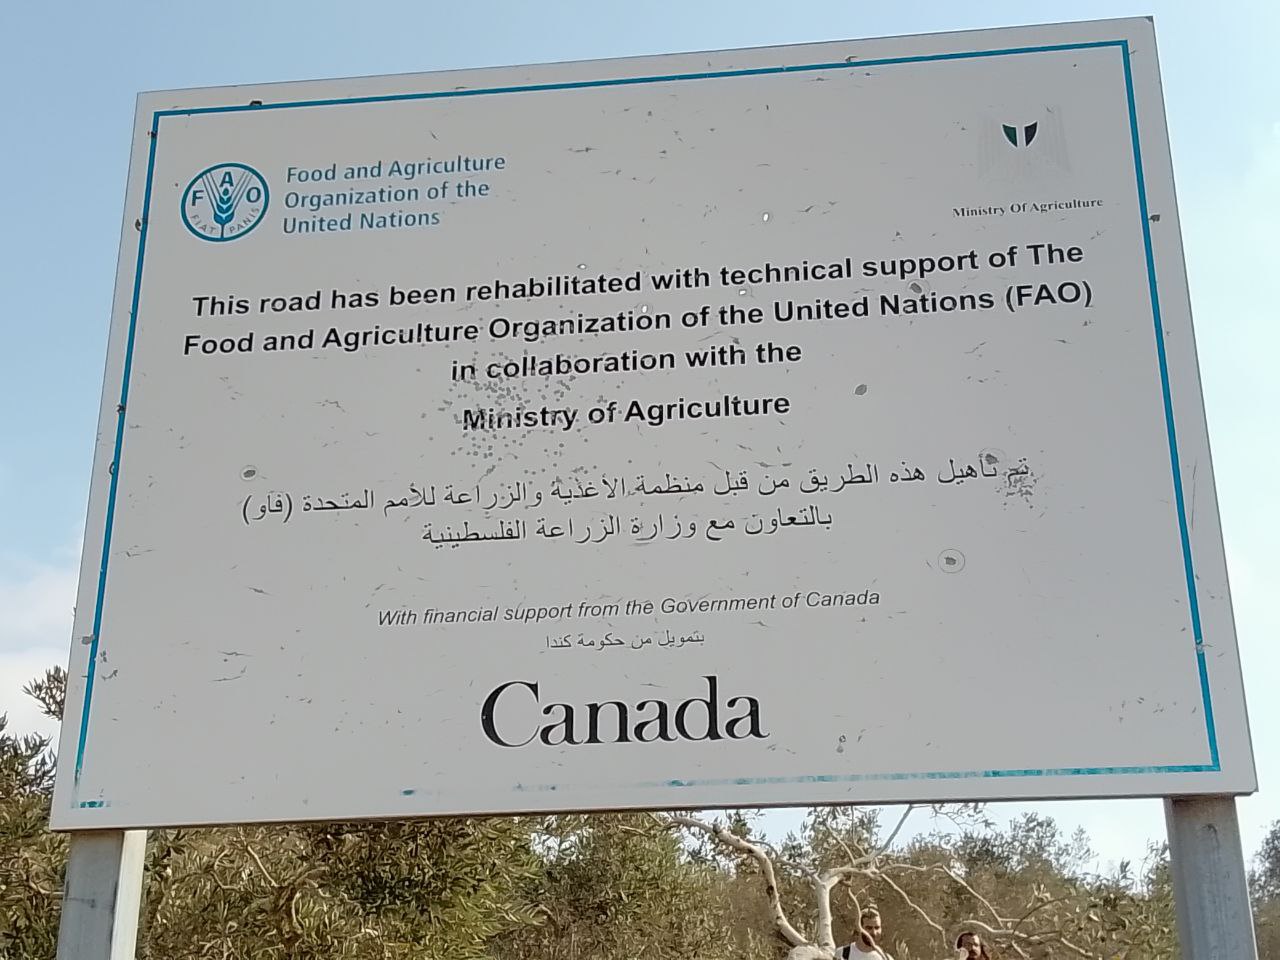 Food and Agriculture
Organization of the
United Nations
F A O
FIAT PANIS
Ministry Of Agriculture
This road has been rehabilitated with technical support of The
Food and Agriculture Organization of the United Nations (FAO)
in collaboration with the
Ministry of Agriculture
تم تأهيل هذه الطريق من قبل منظمة الأغذية والزراعة للأمم المتحدة (فاو)
بالتعاون مع وزارة الزراعة الفلسطينية
With financial support from the Government of Canada
بتمويل من حكومة كندا
Canada